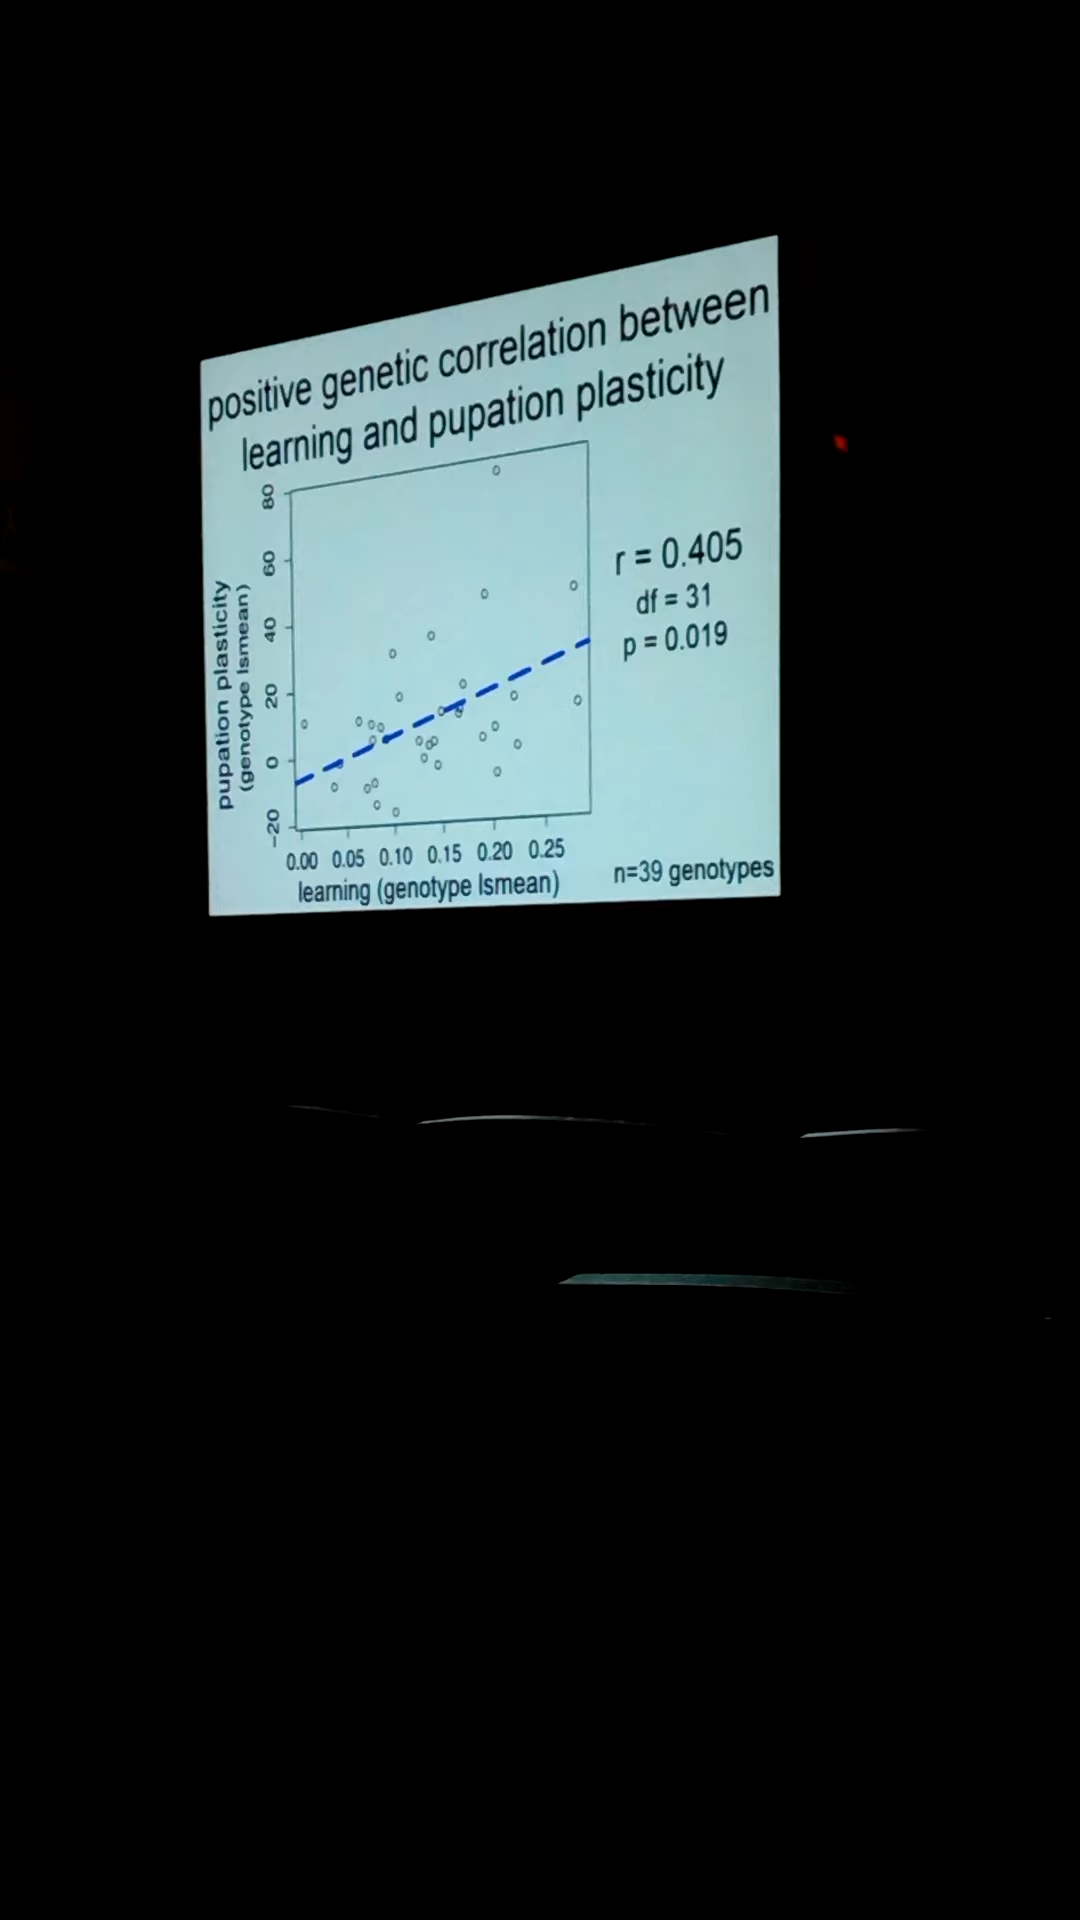 positive genetic correlation between
learning and pupation plasticity
80
60
40
20
0
−20
pupation plasticity
(genotype lsmean)
0.00 0.05 0.10 0.15 0.20 0.25
learning (genotype lsmean)
r = 0.405
df = 31
p = 0.019
n=39 genotypes